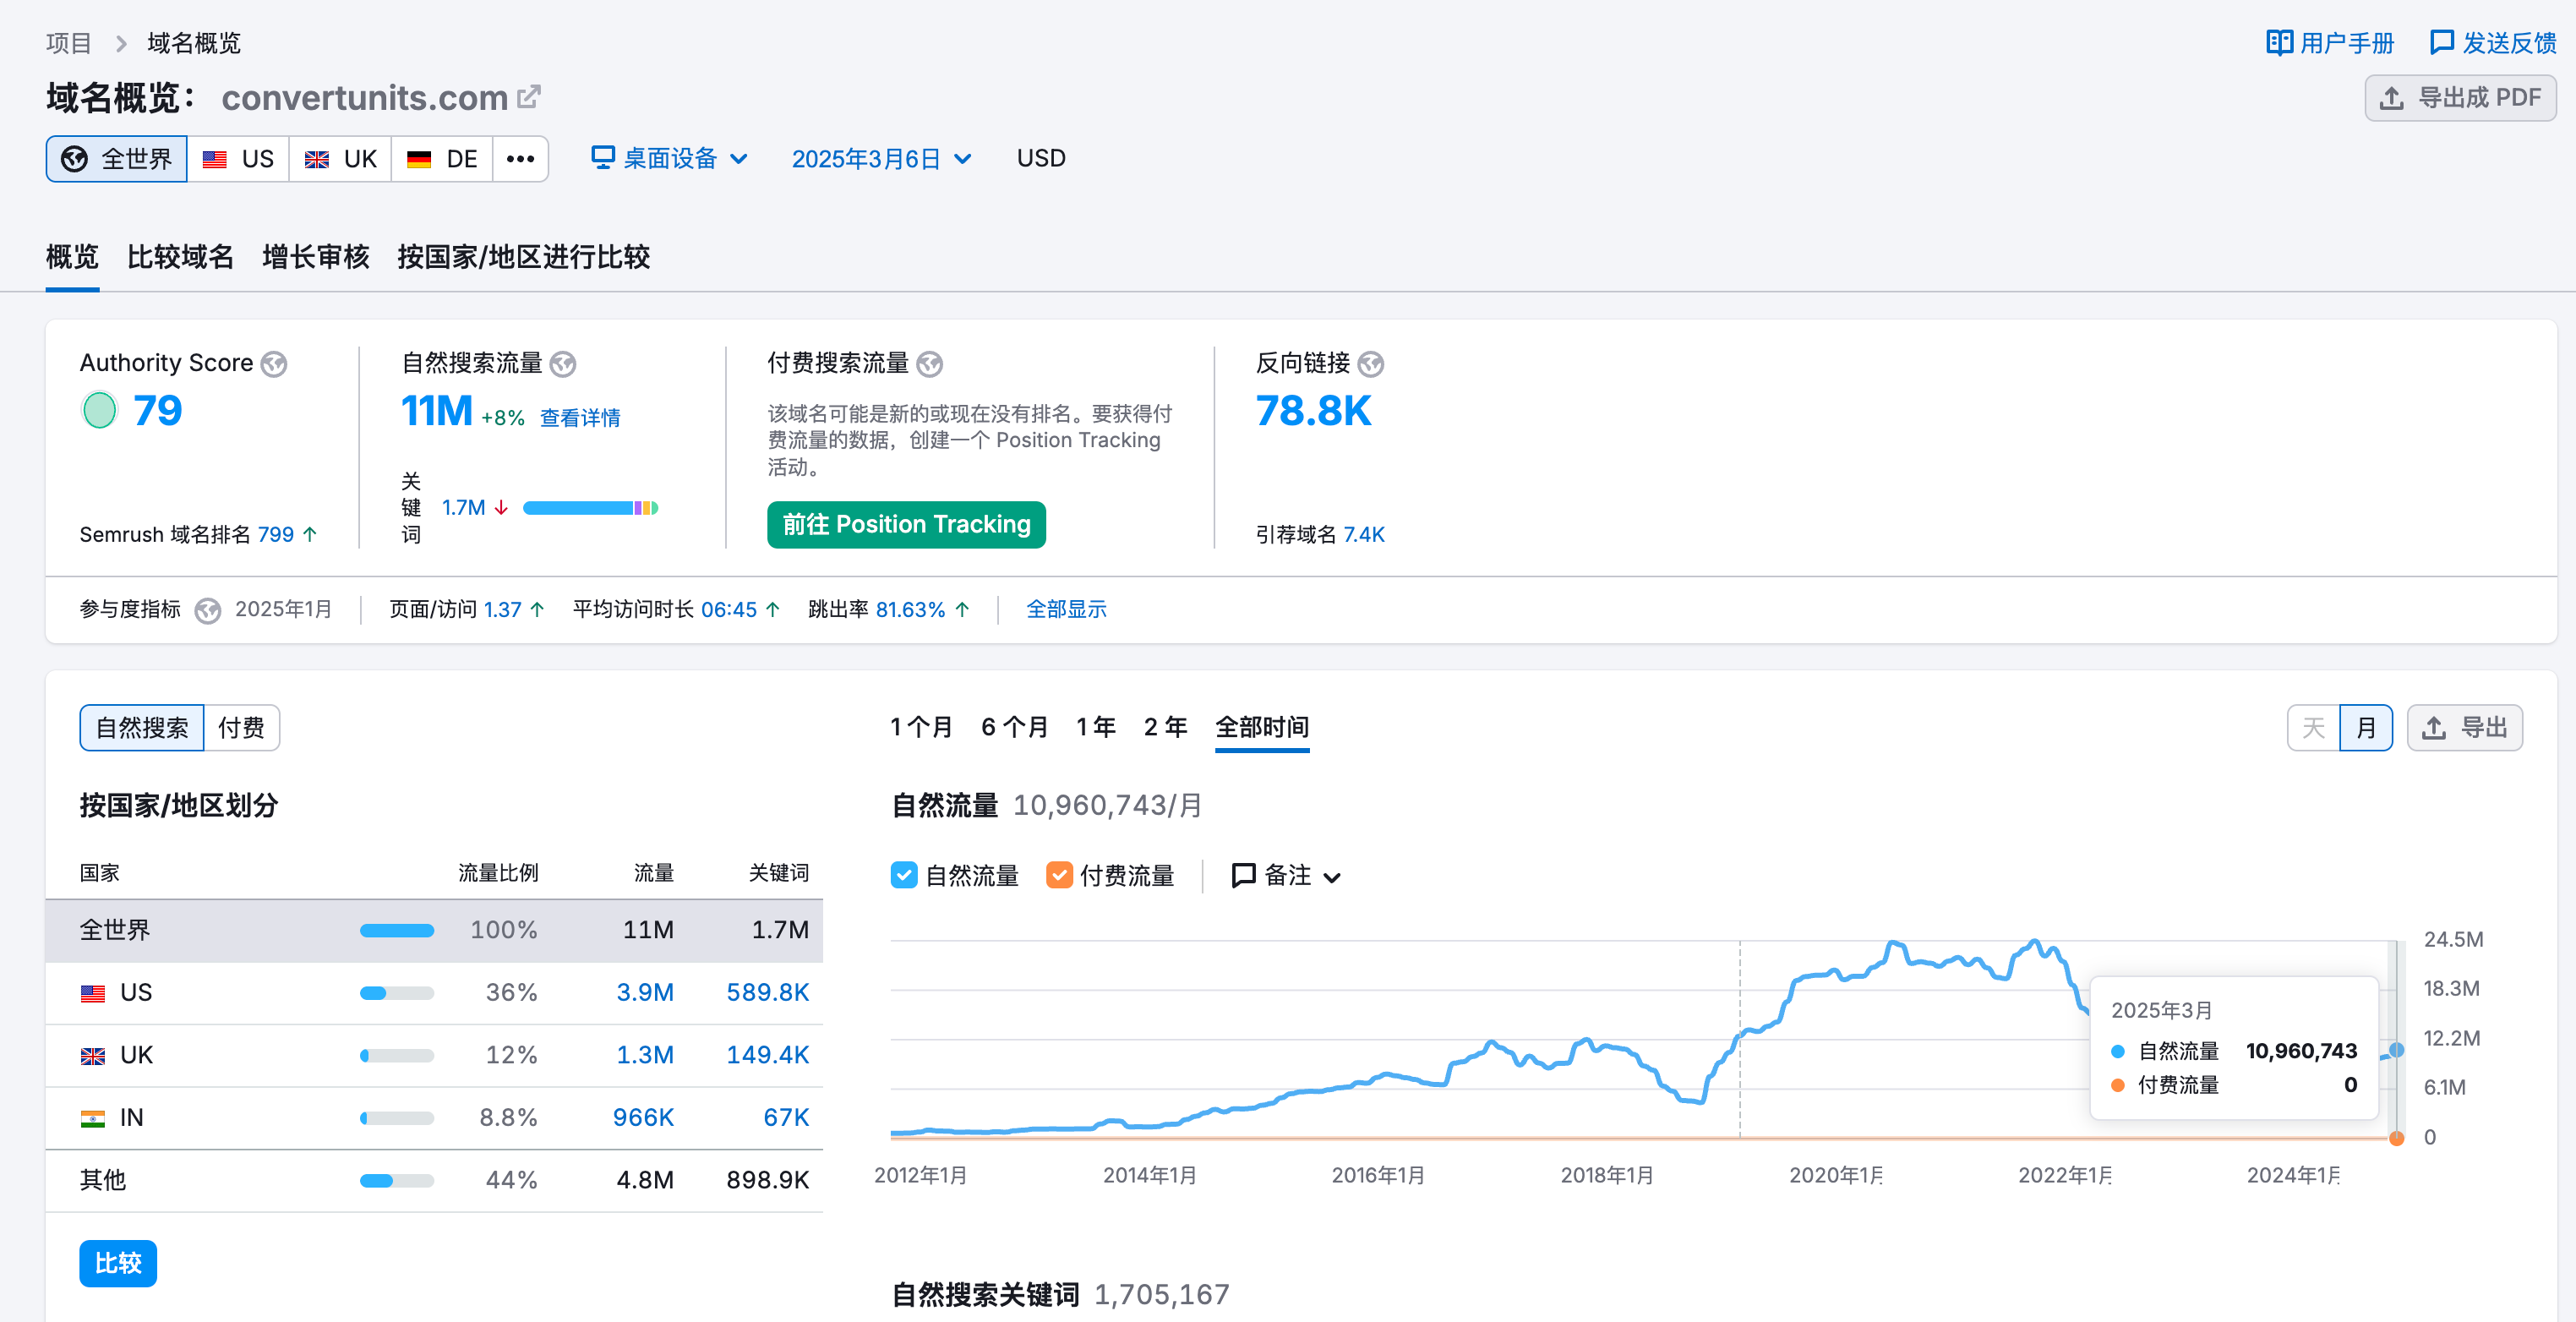 项目 > 域名概览
用户手册 发送反馈
域名概览： convertunits.com
导出成 PDF
全世界 US UK DE ••• 桌面设备 2025年3月6日 USD
概览 比较域名 增长审核 按国家/地区进行比较
Authority Score
79
Semrush 域名排名 799 ↑
自然搜索流量
11M +8% 查看详情
关键词 1.7M ↓
付费搜索流量
该域名可能是新的或现在没有排名。要获得付
费流量的数据，创建一个 Position Tracking
活动。
前往 Position Tracking
反向链接
78.8K
引荐域名 7.4K
参与度指标 2025年1月 页面/访问 1.37 ↑ 平均访问时长 06:45 ↑ 跳出率 81.63% ↑ 全部显示
自然搜索 付费
按国家/地区划分
国家 流量比例 流量 关键词
全世界 100% 11M 1.7M
US 36% 3.9M 589.8K
UK 12% 1.3M 149.4K
IN 8.8% 966K 67K
其他 44% 4.8M 898.9K
比较
1 个月 6 个月 1 年 2 年 全部时间
天 月 导出
自然流量 10,960,743/月
自然流量 付费流量 备注
24.5M
18.3M
12.2M
6.1M
0
2025年3月
自然流量 10,960,743
付费流量 0
2012年1月 2014年1月 2016年1月 2018年1月 2020年1月 2022年1月 2024年1月
自然搜索关键词 1,705,167